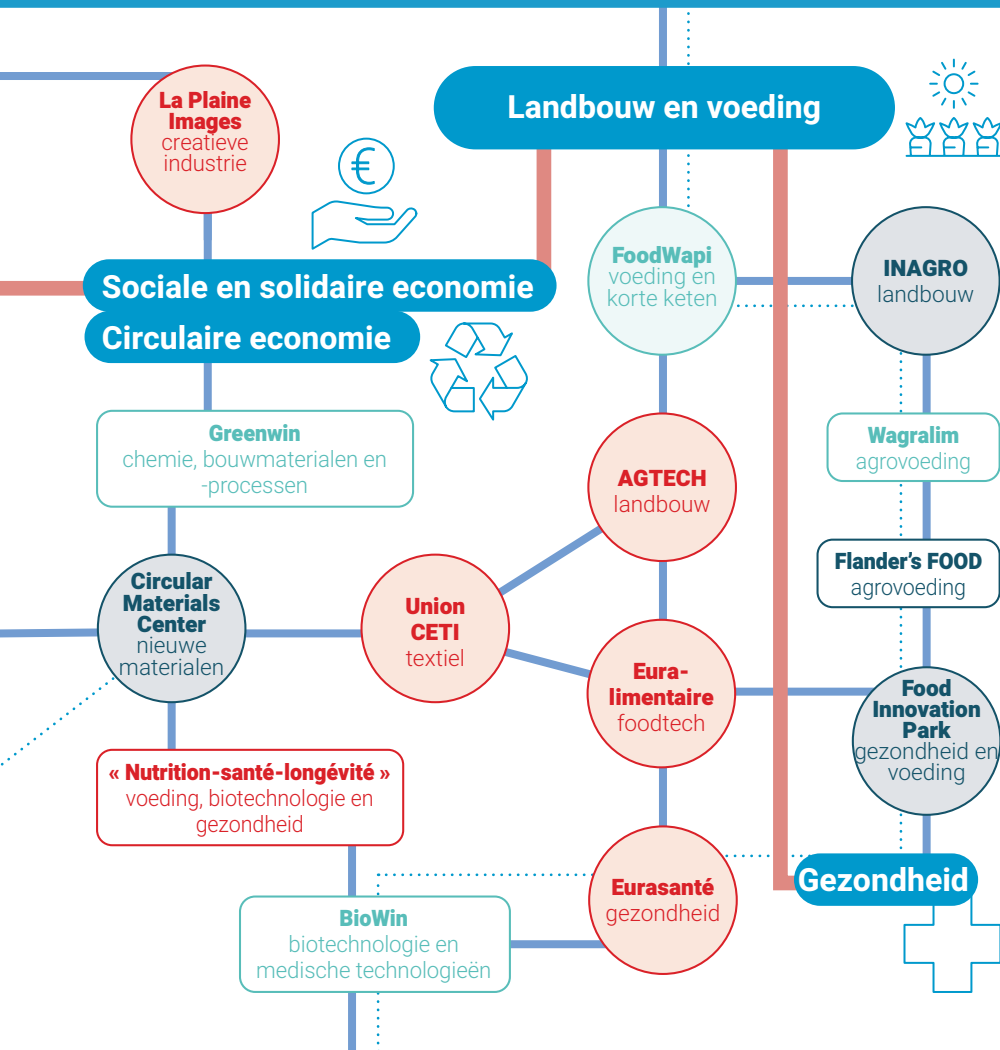 La Plaine
Images
creatieve
industrie
Landbouw en voeding
€
FoodWapi
voeding en
korte keten
INAGRO
landbouw
Sociale en solidaire economie
Circulaire economie
Greenwin
chemie, bouwmaterialen en
-processen
AGTECH
landbouw
Wagralim
agrovoeding
Flander's FOOD
agrovoeding
Circular
Materials
Center
nieuwe
materialen
Union
CETI
textiel
Eura-
limentaire
foodtech
Food
Innovation
Park
gezondheid en
voeding
« Nutrition-santé-longévité »
voeding, biotechnologie en
gezondheid
Eurasanté
gezondheid
Gezondheid
BioWin
biotechnologie en
medische technologieën